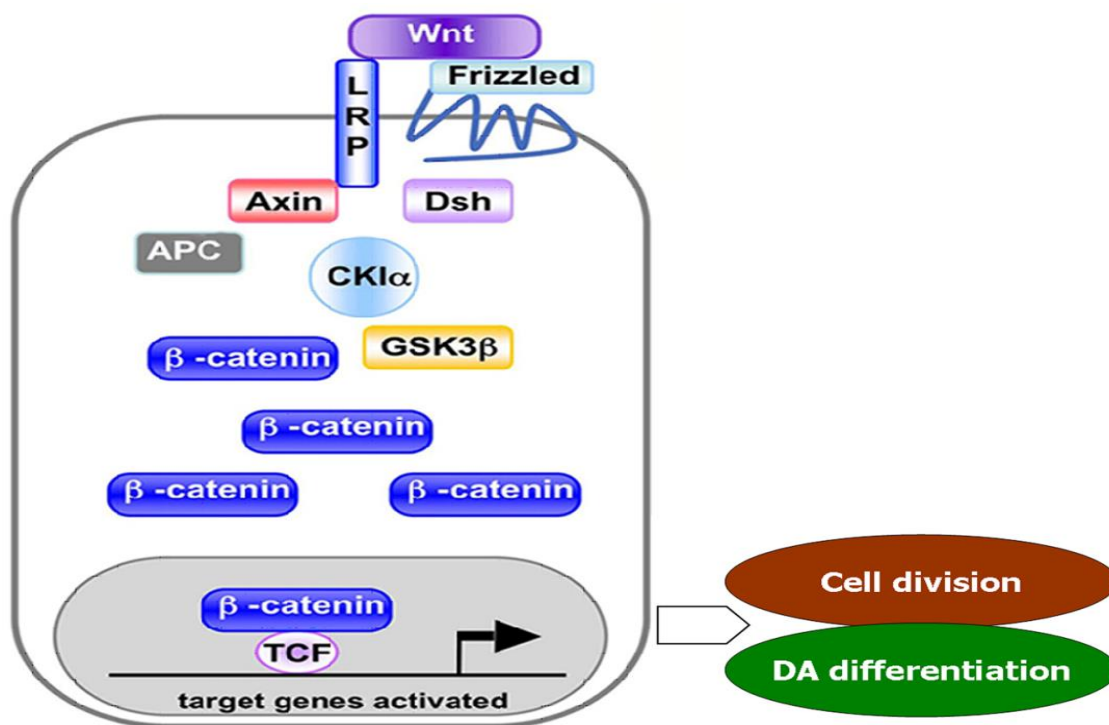 Wnt
Frizzled
L
R
P
Axin
Dsh
APC
CKIα
GSK3β
β -catenin
β -catenin
β -catenin
β -catenin
β -catenin
TCF
target genes activated
Cell division
DA differentiation